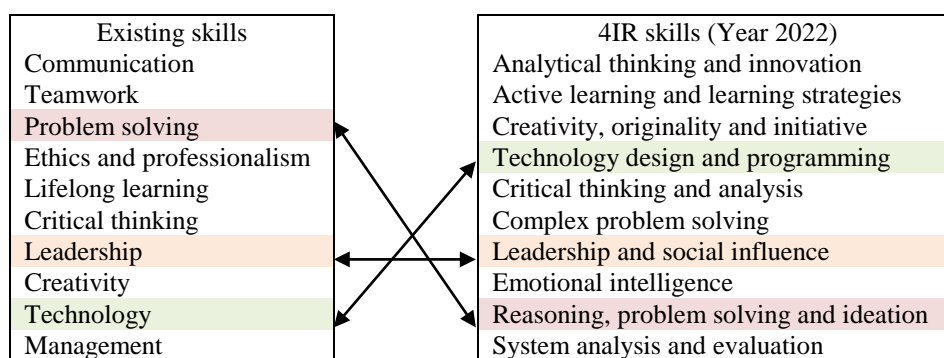 Existing skills
Communication
Teamwork
Problem solving
Ethics and professionalism
Lifelong learning
Critical thinking
Leadership
Creativity
Technology
Management
4IR skills (Year 2022)
Analytical thinking and innovation
Active learning and learning strategies
Creativity, originality and initiative
Technology design and programming
Critical thinking and analysis
Complex problem solving
Leadership and social influence
Emotional intelligence
Reasoning, problem solving and ideation
System analysis and evaluation